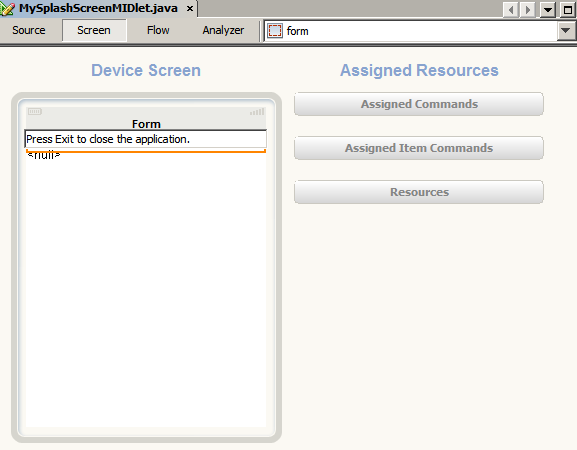 MySplashScreenMIDlet.java ×
Source Screen Flow Analyzer form
Device Screen
Assigned Resources
Form
Press Exit to close the application.
<null>
Assigned Commands
Assigned Item Commands
Resources